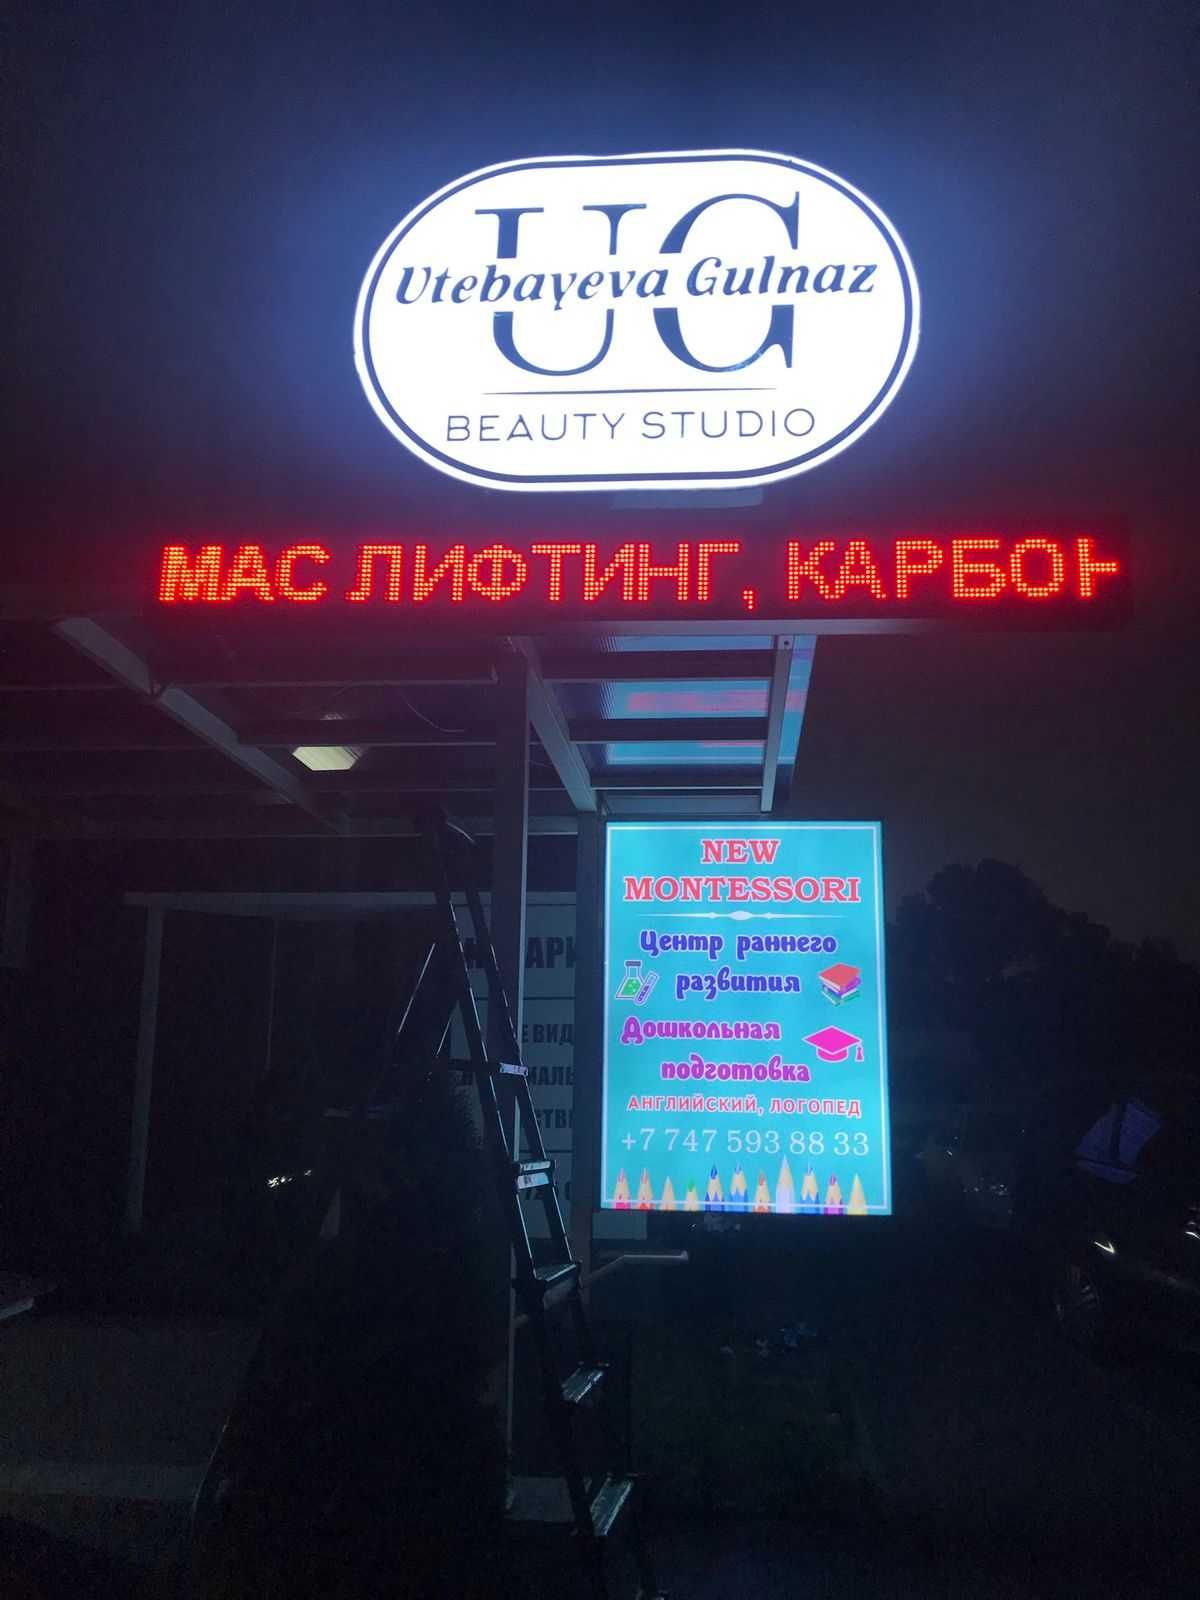 UG
Utebayeva Gulnaz
BEAUTY STUDIO
МАС ЛИФТИНГ, КАРБОН
NEW
MONTESSORI
Центр раннего
развития
Дошкольная
подготовка
АНГЛИЙСКИЙ, ЛОГОПЕД
+7 747 593 88 33